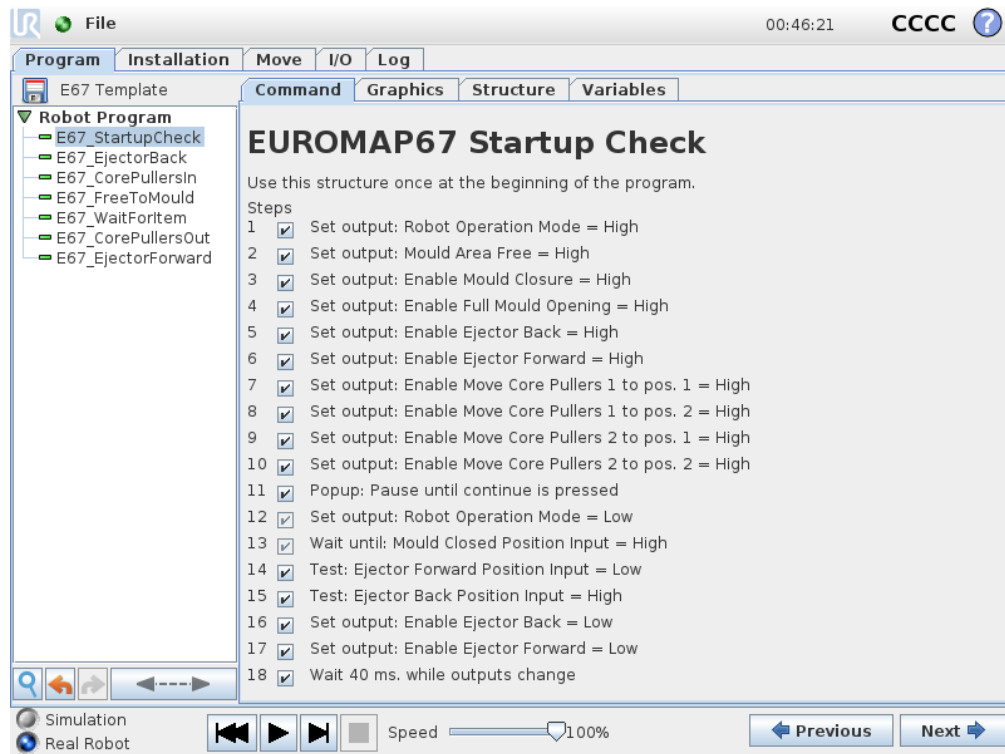 UR File 00:46:21 CCCC ?
Program Installation Move I/O Log
E67 Template
Command Graphics Structure Variables
Robot Program
E67_StartupCheck
E67_EjectorBack
E67_CorePullersIn
E67_FreeToMould
E67_WaitForItem
E67_CorePullersOut
E67_EjectorForward
EUROMAP67 Startup Check
Use this structure once at the beginning of the program.
Steps
1 Set output: Robot Operation Mode = High
2 Set output: Mould Area Free = High
3 Set output: Enable Mould Closure = High
4 Set output: Enable Full Mould Opening = High
5 Set output: Enable Ejector Back = High
6 Set output: Enable Ejector Forward = High
7 Set output: Enable Move Core Pullers 1 to pos. 1 = High
8 Set output: Enable Move Core Pullers 1 to pos. 2 = High
9 Set output: Enable Move Core Pullers 2 to pos. 1 = High
10 Set output: Enable Move Core Pullers 2 to pos. 2 = High
11 Popup: Pause until continue is pressed
12 Set output: Robot Operation Mode = Low
13 Wait until: Mould Closed Position Input = High
14 Test: Ejector Forward Position Input = Low
15 Test: Ejector Back Position Input = High
16 Set output: Enable Ejector Back = Low
17 Set output: Enable Ejector Forward = Low
18 Wait 40 ms. while outputs change
Simulation
Real Robot
Speed 100%
Previous Next